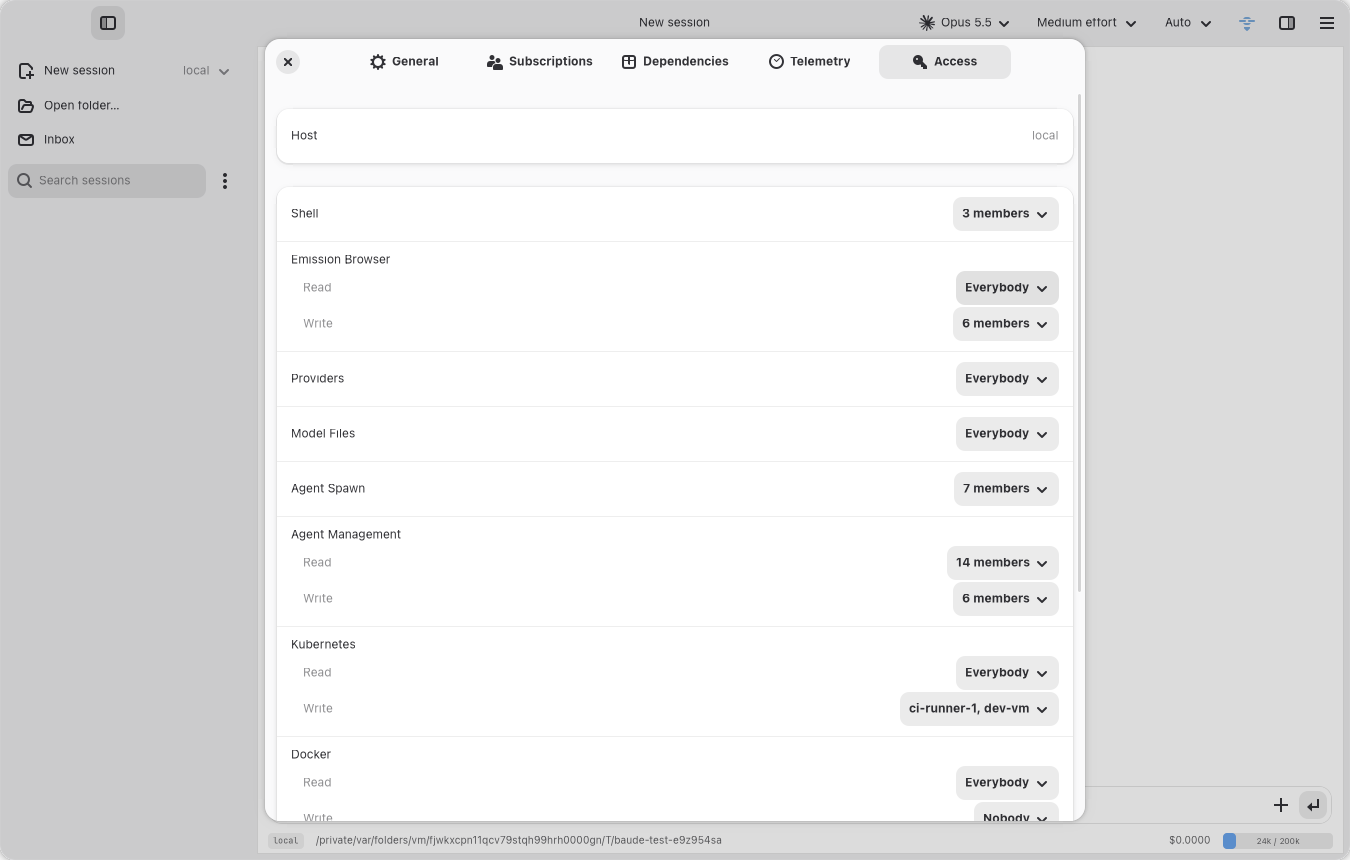 New session
Opus 5.5
Medium effort
Auto
New session
local
Open folder...
Inbox
Search sessions
General
Subscriptions
Dependencies
Telemetry
Access
Host
local
Shell
3 members
Emission Browser
Read
Everybody
Write
6 members
Providers
Everybody
Model Files
Everybody
Agent Spawn
7 members
Agent Management
Read
14 members
Write
6 members
Kubernetes
Read
Everybody
Write
ci-runner-1, dev-vm
Docker
Read
Everybody
Write
Nobody
local
/private/var/folders/vm/fjwkxcpn11qcv79stqh99hrh0000gn/T/baude-test-e9z954sa
$0.0000
24k / 200k